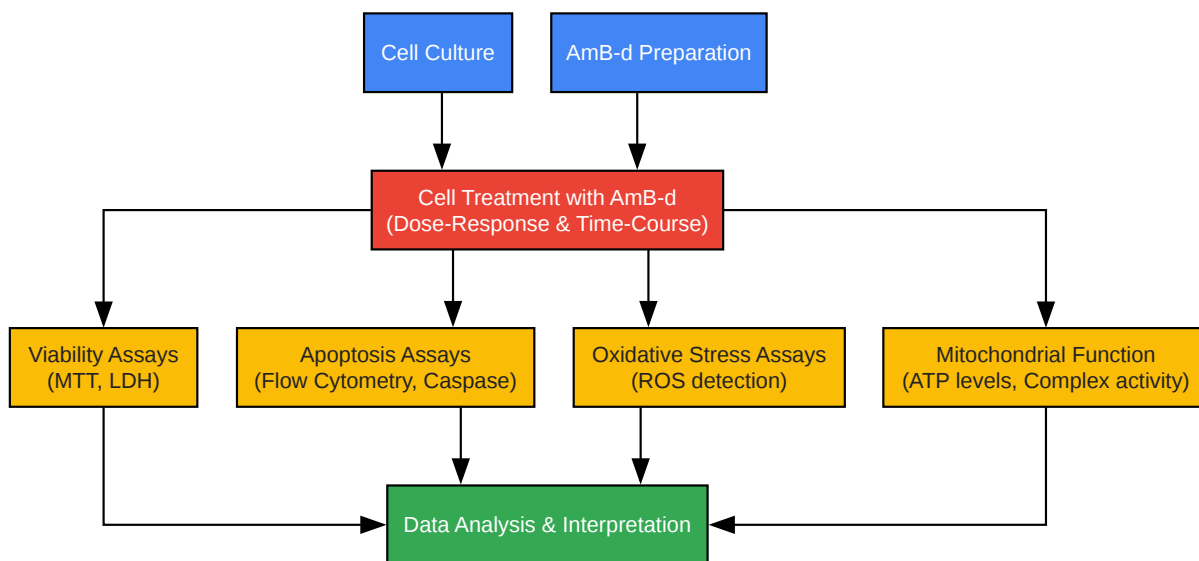 Cell Culture
AmB-d Preparation
Cell Treatment with AmB-d
(Dose-Response & Time-Course)
Viability Assays
(MTT, LDH)
Apoptosis Assays
(Flow Cytometry, Caspase)
Oxidative Stress Assays
(ROS detection)
Mitochondrial Function
(ATP levels, Complex activity)
Data Analysis & Interpretation